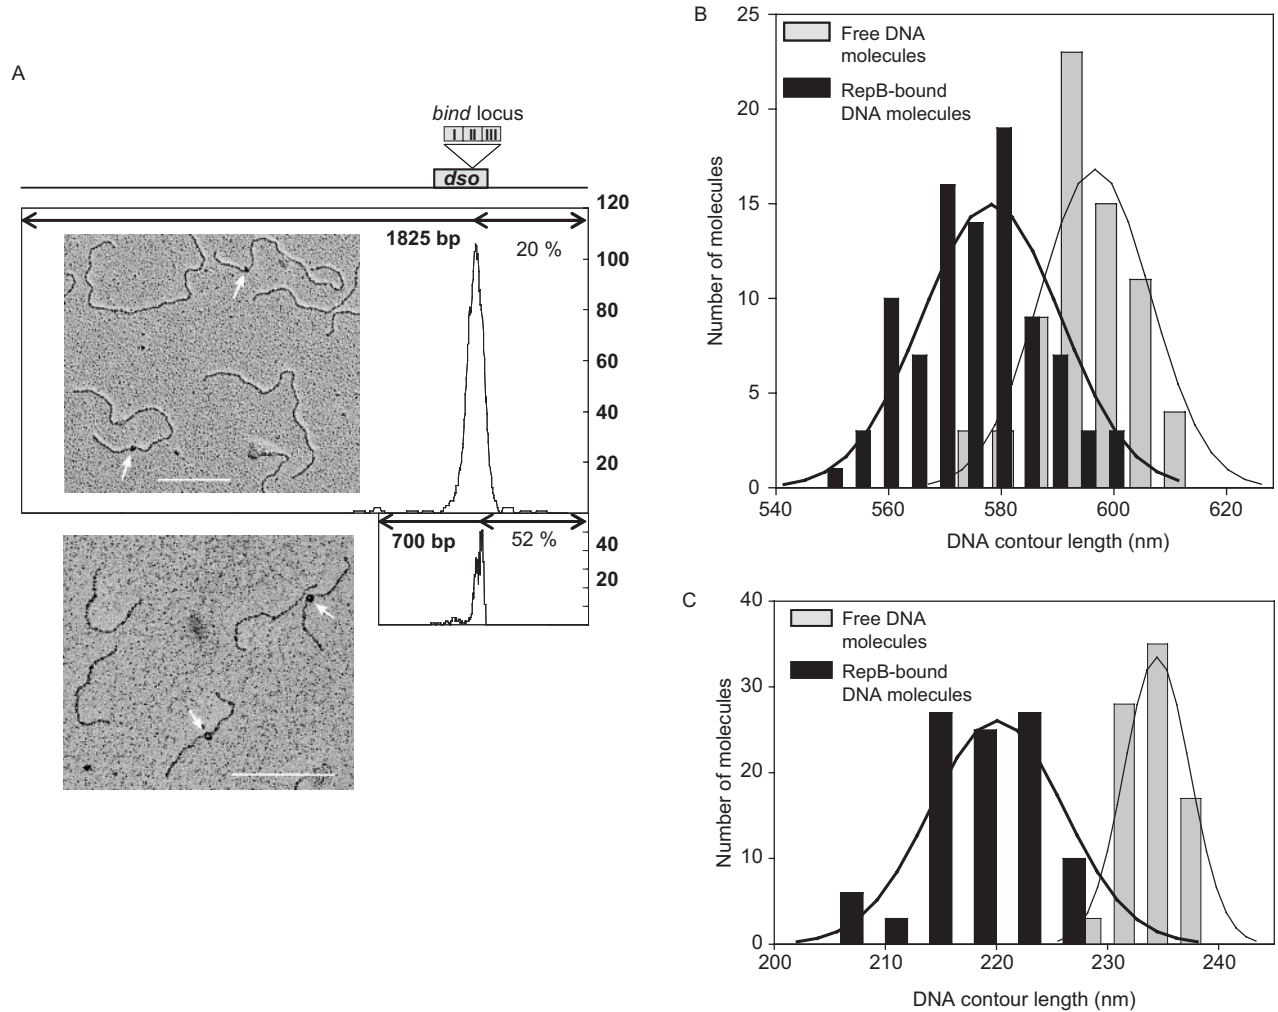 A
bind locus
I II III
dso
120
1825 bp
20 %
100
80
60
40
20
700 bp
52 %
40
20
B
25
20
15
10
5
0
Number of molecules
Free DNA
molecules
RepB-bound
DNA molecules
540 560 580 600 620
DNA contour length (nm)
C
40
30
20
10
0
Number of molecules
Free DNA
molecules
RepB-bound
DNA molecules
200 210 220 230 240
DNA contour length (nm)